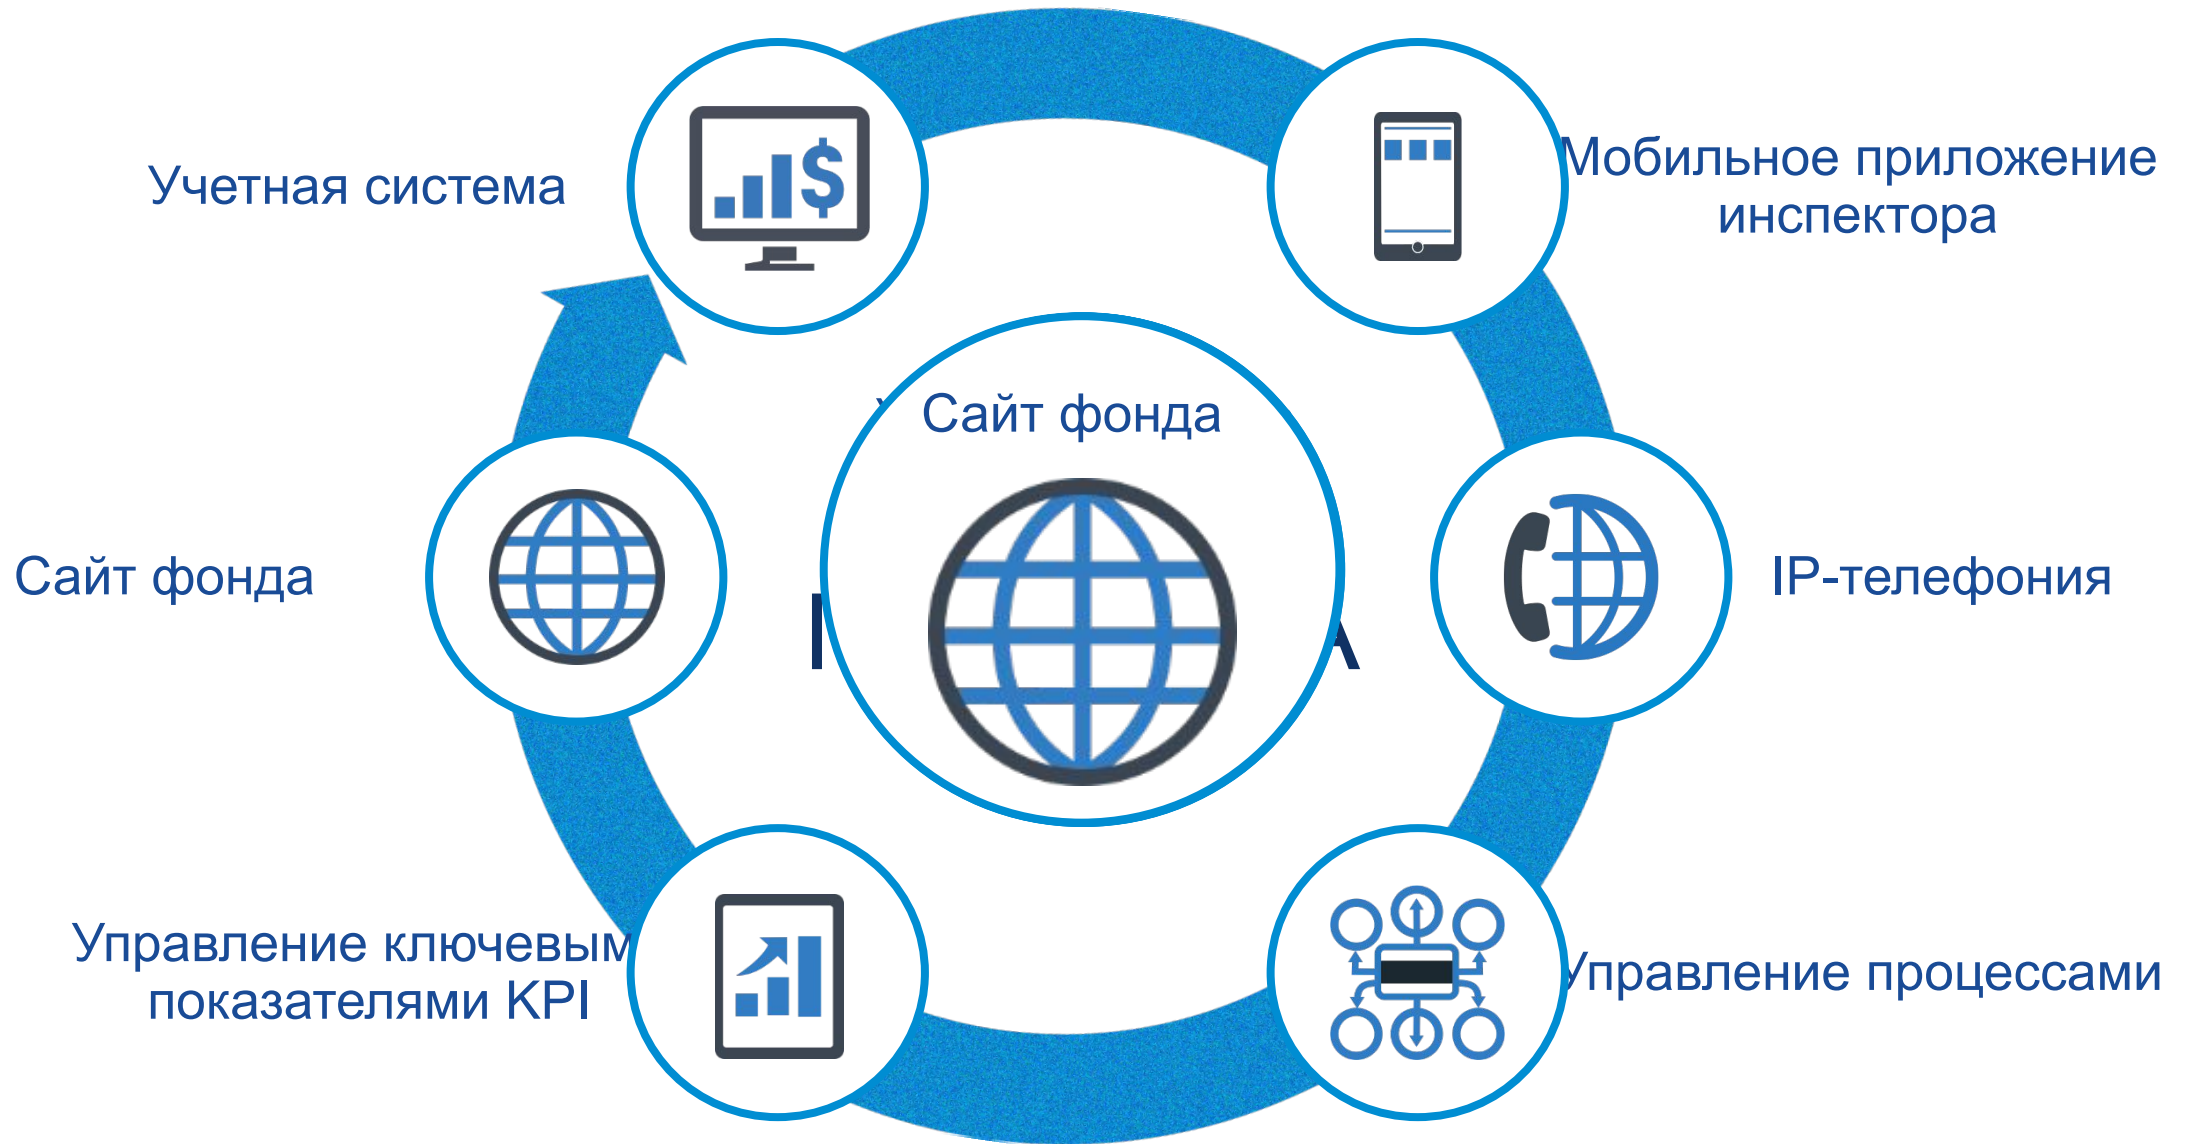 Учетная система
Мобильное приложение
инспектора
Сайт фонда
Сайт фонда
IP-телефония
Управление ключевым
показателями KPI
Управление процессами
$